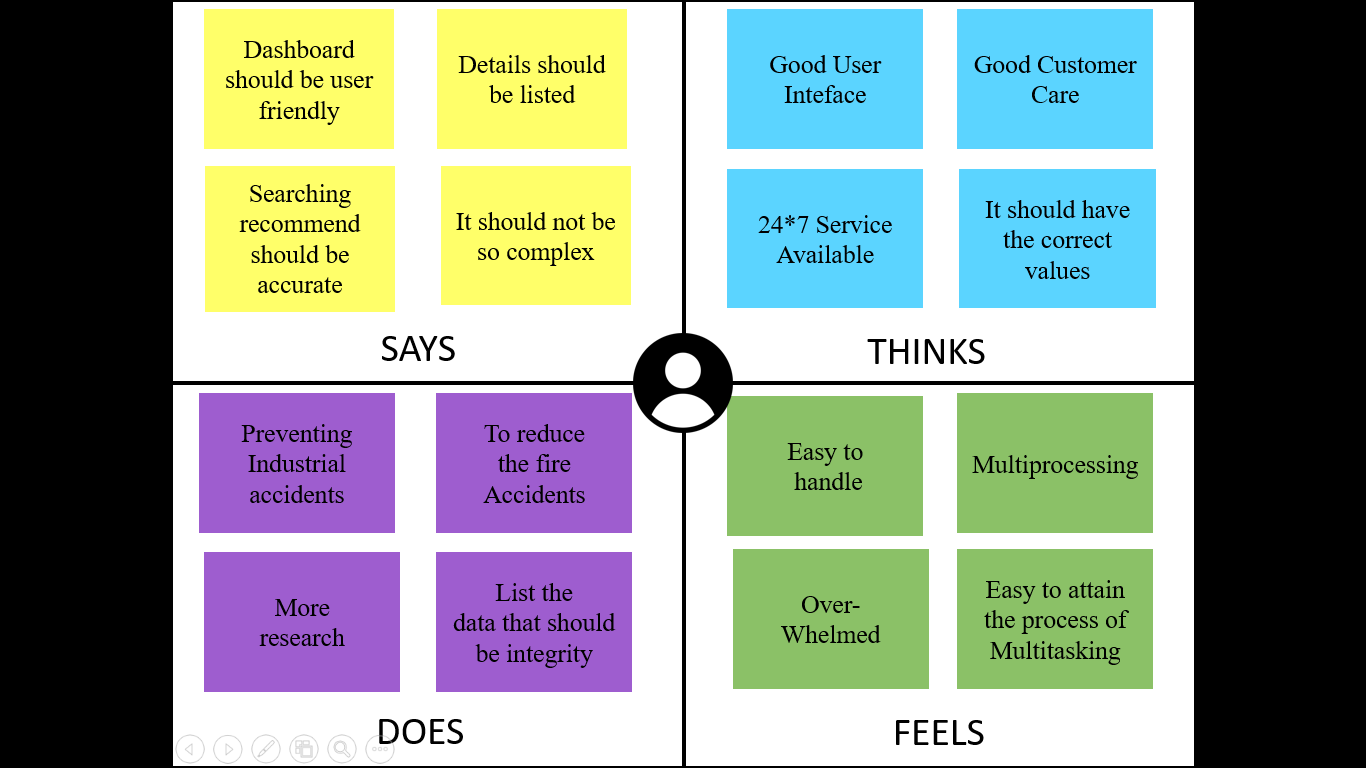 Dashboard
should be user
friendly
Details should
be listed
Searching
recommend
should be
accurate
It should not be
so complex
SAYS
Good User
Inteface
Good Customer
Care
24*7 Service
Available
It should have
the correct
values
THINKS
Preventing
Industrial
accidents
To reduce
the fire
Accidents
More
research
List the
data that should
be integrity
DOES
Easy to
handle
Multiprocessing
Over-
Whelmed
Easy to attain
the process of
Multitasking
FEELS